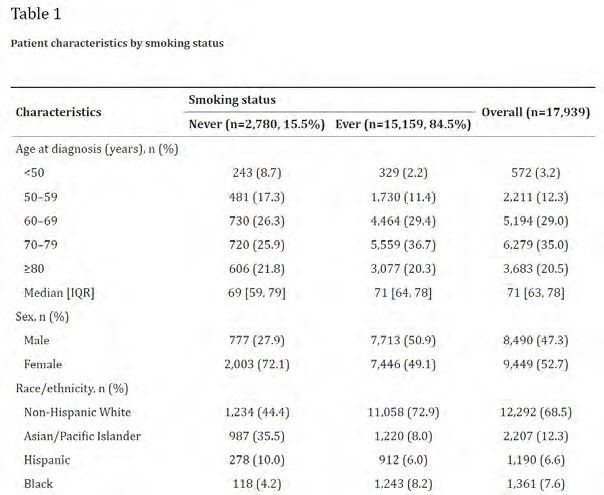 Table 1
Patient characteristics by smoking status
Characteristics Smoking status Overall (n=17,939)
Never (n=2,780, 15.5%) Ever (n=15,159, 84.5%)
Age at diagnosis (years), n (%)
<50 243 (8.7) 329 (2.2) 572 (3.2)
50–59 481 (17.3) 1,730 (11.4) 2,211 (12.3)
60–69 730 (26.3) 4,464 (29.4) 5,194 (29.0)
70–79 720 (25.9) 5,559 (36.7) 6,279 (35.0)
≥80 606 (21.8) 3,077 (20.3) 3,683 (20.5)
Median [IQR] 69 [59, 79] 71 [64, 78] 71 [63, 78]
Sex, n (%)
Male 777 (27.9) 7,713 (50.9) 8,490 (47.3)
Female 2,003 (72.1) 7,446 (49.1) 9,449 (52.7)
Race/ethnicity, n (%)
Non-Hispanic White 1,234 (44.4) 11,058 (72.9) 12,292 (68.5)
Asian/Pacific Islander 987 (35.5) 1,220 (8.0) 2,207 (12.3)
Hispanic 278 (10.0) 912 (6.0) 1,190 (6.6)
Black 118 (4.2) 1,243 (8.2) 1,361 (7.6)